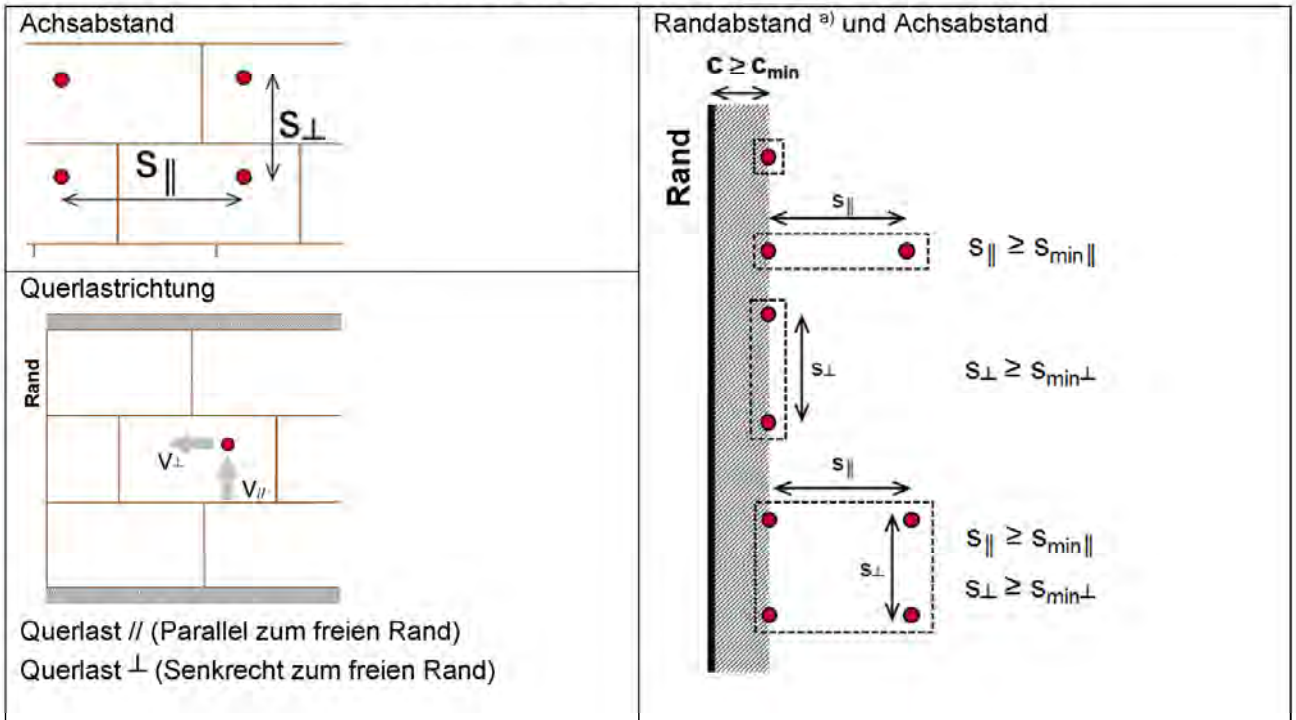 Achsabstand
S⊥
S∥
Querlastrichtung
Rand
V⊥
V//
Querlast // (Parallel zum freien Rand)
Querlast ⊥ (Senkrecht zum freien Rand)
Randabstand a) und Achsabstand
c ≥ cmin
Rand
s∥
s∥ ≥ smin∥
s⊥
s⊥ ≥ smin⊥
s∥
s⊥
s∥ ≥ smin∥
s⊥ ≥ smin⊥